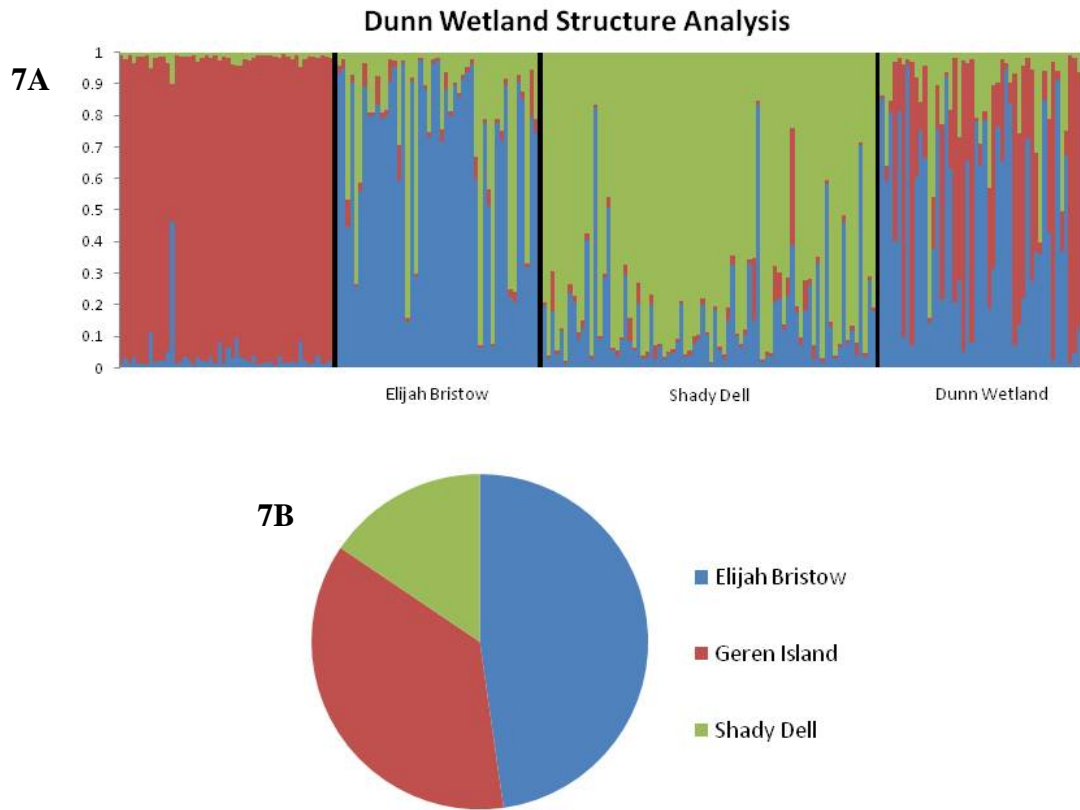 Dunn Wetland Structure Analysis
7A
1
0.9
0.8
0.7
0.6
0.5
0.4
0.3
0.2
0.1
0
Elijah Bristow Shady Dell Dunn Wetland
7B
Elijah Bristow
Geren Island
Shady Dell